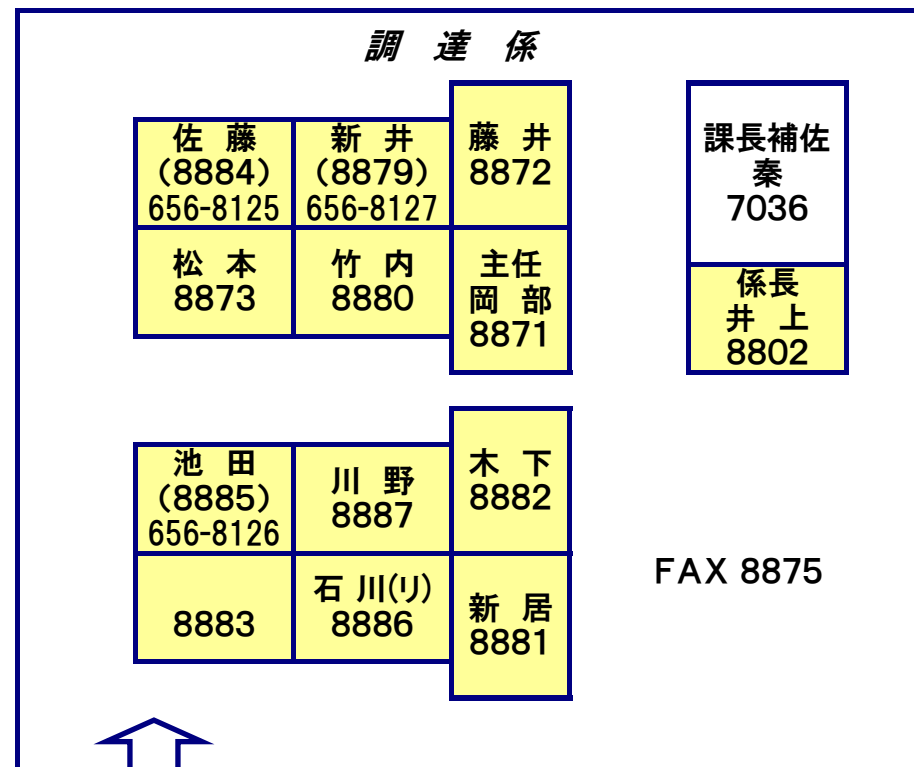 調 達 係
佐 藤
(8884)
656-8125
新 井
(8879)
656-8127
藤 井
8872
松 本
8873
竹 内
8880
主任
岡 部
8871
課長補佐
秦
7036
係長
井 上
8802
池 田
(8885)
656-8126
川 野
8887
木 下
8882
8883
石 川(リ)
8886
新 居
8881
FAX 8875